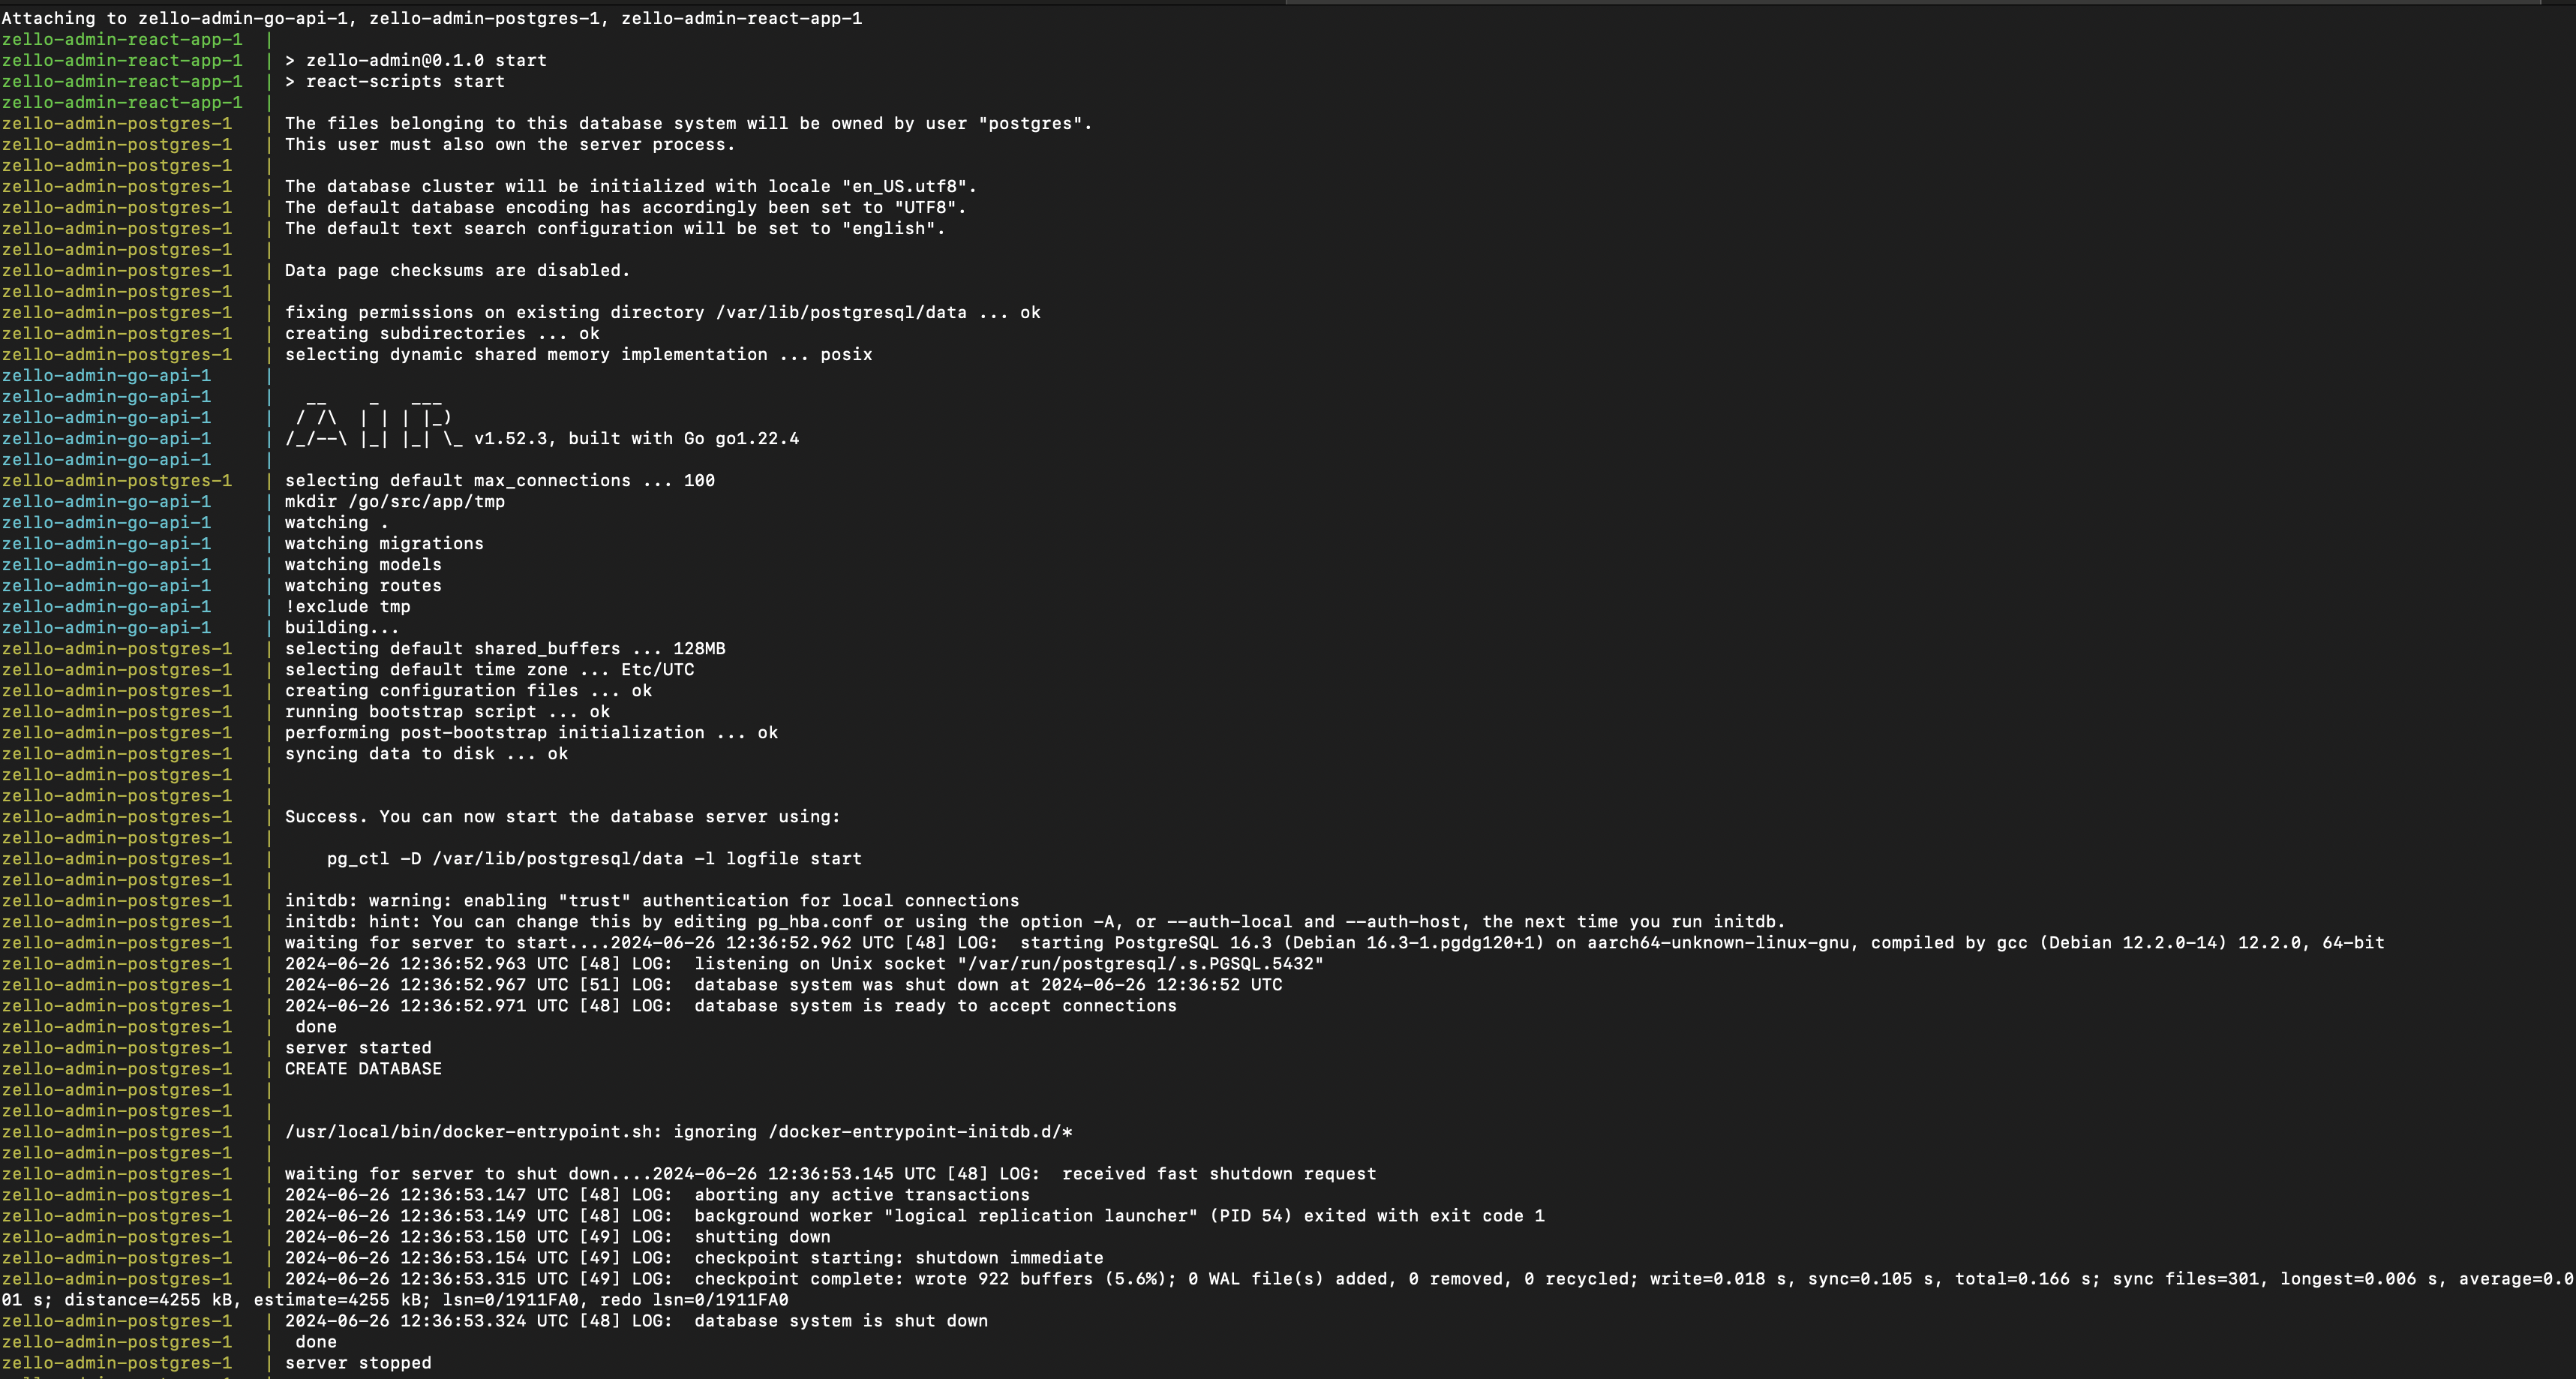 Attaching to zello-admin-go-api-1, zello-admin-postgres-1, zello-admin-react-app-1
zello-admin-react-app-1  |
zello-admin-react-app-1  | > zello-admin@0.1.0 start
zello-admin-react-app-1  | > react-scripts start
zello-admin-react-app-1  |
zello-admin-postgres-1   | The files belonging to this database system will be owned by user "postgres".
zello-admin-postgres-1   | This user must also own the server process.
zello-admin-postgres-1   |
zello-admin-postgres-1   | The database cluster will be initialized with locale "en_US.utf8".
zello-admin-postgres-1   | The default database encoding has accordingly been set to "UTF8".
zello-admin-postgres-1   | The default text search configuration will be set to "english".
zello-admin-postgres-1   |
zello-admin-postgres-1   | Data page checksums are disabled.
zello-admin-postgres-1   |
zello-admin-postgres-1   | fixing permissions on existing directory /var/lib/postgresql/data ... ok
zello-admin-postgres-1   | creating subdirectories ... ok
zello-admin-postgres-1   | selecting dynamic shared memory implementation ... posix
zello-admin-go-api-1     |
zello-admin-go-api-1     |   __    _   ___
zello-admin-go-api-1     |  / /\  | | | |_)
zello-admin-go-api-1     | /_/--\ |_| |_| \_ v1.52.3, built with Go go1.22.4
zello-admin-go-api-1     |
zello-admin-postgres-1   | selecting default max_connections ... 100
zello-admin-go-api-1     | mkdir /go/src/app/tmp
zello-admin-go-api-1     | watching .
zello-admin-go-api-1     | watching migrations
zello-admin-go-api-1     | watching models
zello-admin-go-api-1     | watching routes
zello-admin-go-api-1     | !exclude tmp
zello-admin-go-api-1     | building...
zello-admin-postgres-1   | selecting default shared_buffers ... 128MB
zello-admin-postgres-1   | selecting default time zone ... Etc/UTC
zello-admin-postgres-1   | creating configuration files ... ok
zello-admin-postgres-1   | running bootstrap script ... ok
zello-admin-postgres-1   | performing post-bootstrap initialization ... ok
zello-admin-postgres-1   | syncing data to disk ... ok
zello-admin-postgres-1   |
zello-admin-postgres-1   |
zello-admin-postgres-1   | Success. You can now start the database server using:
zello-admin-postgres-1   |
zello-admin-postgres-1   |     pg_ctl -D /var/lib/postgresql/data -l logfile start
zello-admin-postgres-1   |
zello-admin-postgres-1   | initdb: warning: enabling "trust" authentication for local connections
zello-admin-postgres-1   | initdb: hint: You can change this by editing pg_hba.conf or using the option -A, or --auth-local and --auth-host, the next time you run initdb.
zello-admin-postgres-1   | waiting for server to start....2024-06-26 12:36:52.962 UTC [48] LOG:  starting PostgreSQL 16.3 (Debian 16.3-1.pgdg120+1) on aarch64-unknown-linux-gnu, compiled by gcc (Debian 12.2.0-14) 12.2.0, 64-bit
zello-admin-postgres-1   | 2024-06-26 12:36:52.963 UTC [48] LOG:  listening on Unix socket "/var/run/postgresql/.s.PGSQL.5432"
zello-admin-postgres-1   | 2024-06-26 12:36:52.967 UTC [51] LOG:  database system was shut down at 2024-06-26 12:36:52 UTC
zello-admin-postgres-1   | 2024-06-26 12:36:52.971 UTC [48] LOG:  database system is ready to accept connections
zello-admin-postgres-1   |  done
zello-admin-postgres-1   | server started
zello-admin-postgres-1   | CREATE DATABASE
zello-admin-postgres-1   |
zello-admin-postgres-1   |
zello-admin-postgres-1   | /usr/local/bin/docker-entrypoint.sh: ignoring /docker-entrypoint-initdb.d/*
zello-admin-postgres-1   |
zello-admin-postgres-1   | waiting for server to shut down....2024-06-26 12:36:53.145 UTC [48] LOG:  received fast shutdown request
zello-admin-postgres-1   | 2024-06-26 12:36:53.147 UTC [48] LOG:  aborting any active transactions
zello-admin-postgres-1   | 2024-06-26 12:36:53.149 UTC [48] LOG:  background worker "logical replication launcher" (PID 54) exited with exit code 1
zello-admin-postgres-1   | 2024-06-26 12:36:53.150 UTC [49] LOG:  shutting down
zello-admin-postgres-1   | 2024-06-26 12:36:53.154 UTC [49] LOG:  checkpoint starting: shutdown immediate
zello-admin-postgres-1   | 2024-06-26 12:36:53.315 UTC [49] LOG:  checkpoint complete: wrote 922 buffers (5.6%); 0 WAL file(s) added, 0 removed, 0 recycled; write=0.018 s, sync=0.105 s, total=0.166 s; sync files=301, longest=0.006 s, average=0.0
01 s; distance=4255 kB, estimate=4255 kB; lsn=0/1911FA0, redo lsn=0/1911FA0
zello-admin-postgres-1   | 2024-06-26 12:36:53.324 UTC [48] LOG:  database system is shut down
zello-admin-postgres-1   |  done
zello-admin-postgres-1   | server stopped